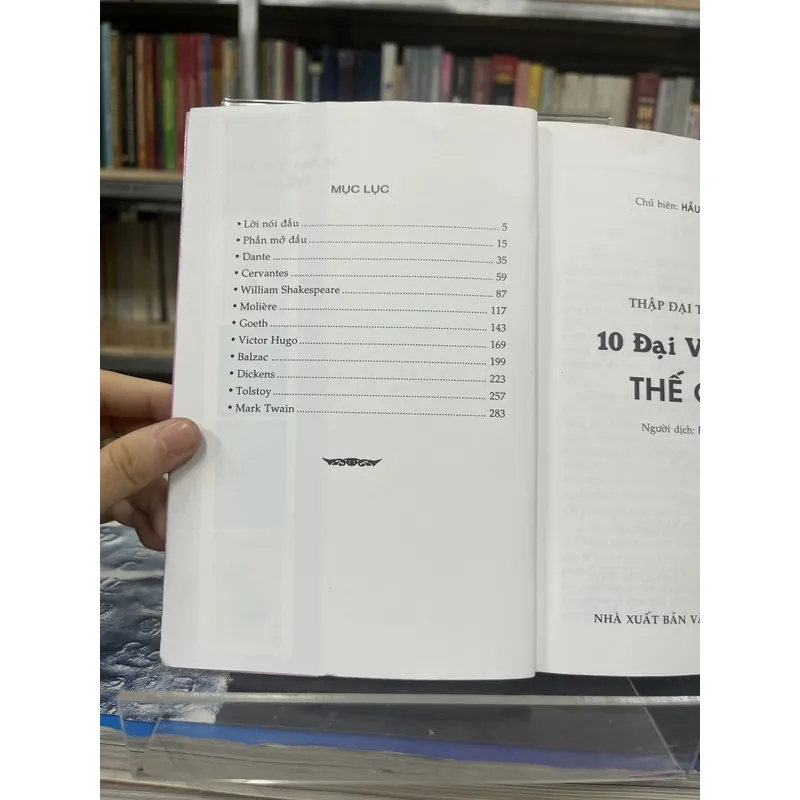 MỤC LỤC
• Lời nói đầu 5
• Phần mở đầu 15
• Dante 35
• Cervantes 59
• William Shakespeare 87
• Molière 117
• Goeth 143
• Victor Hugo 169
• Balzac 199
• Dickens 223
• Tolstoy 257
• Mark Twain 283
Chủ biên: HẦU
THẬP ĐẠI T
10 Đại V
THẾ
Người dịch:
NHÀ XUẤT BẢN VĂ